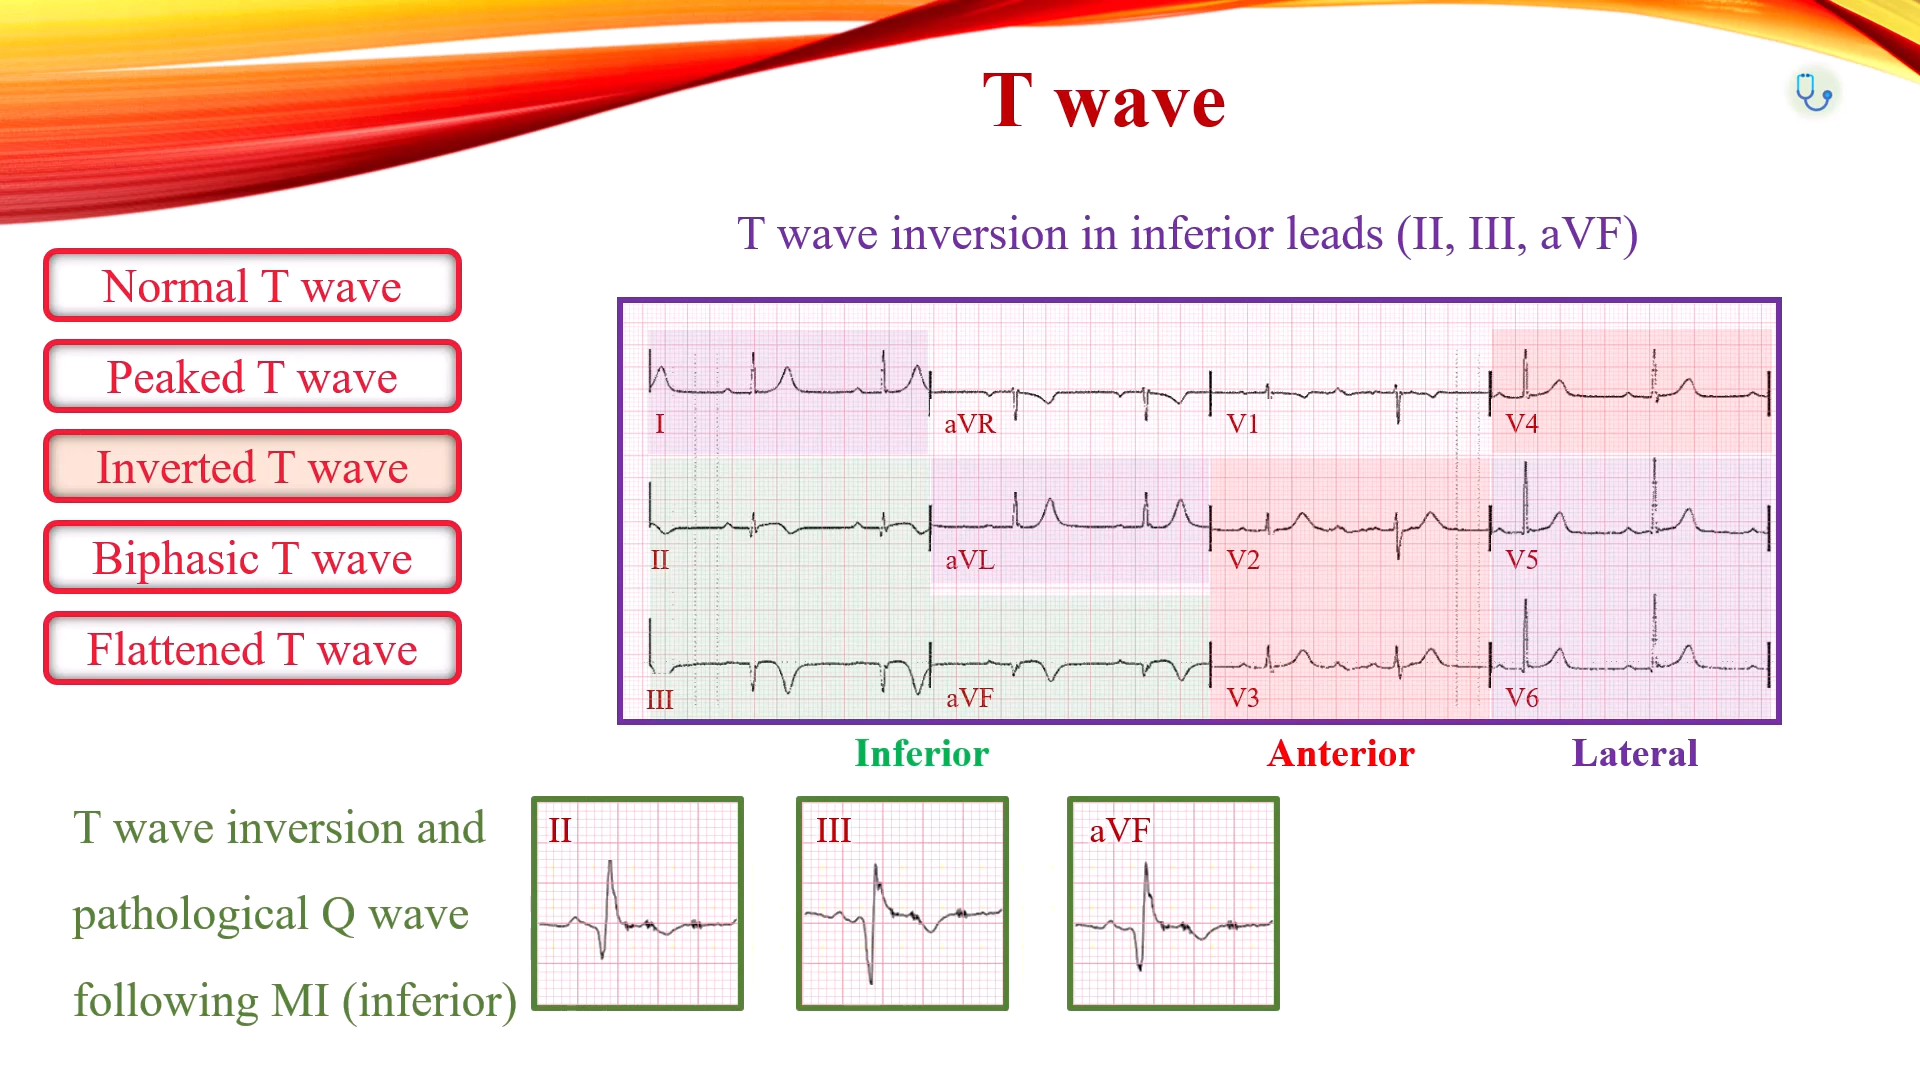 T wave
T wave inversion in inferior leads (II, III, aVF)
Normal T wave
Peaked T wave
Inverted T wave
Biphasic T wave
Flattened T wave
I
aVR
V1
V4
II
aVL
V2
V5
III
aVF
V3
V6
Inferior
Anterior
Lateral
T wave inversion and
pathological Q wave
following MI (inferior)
II
III
aVF